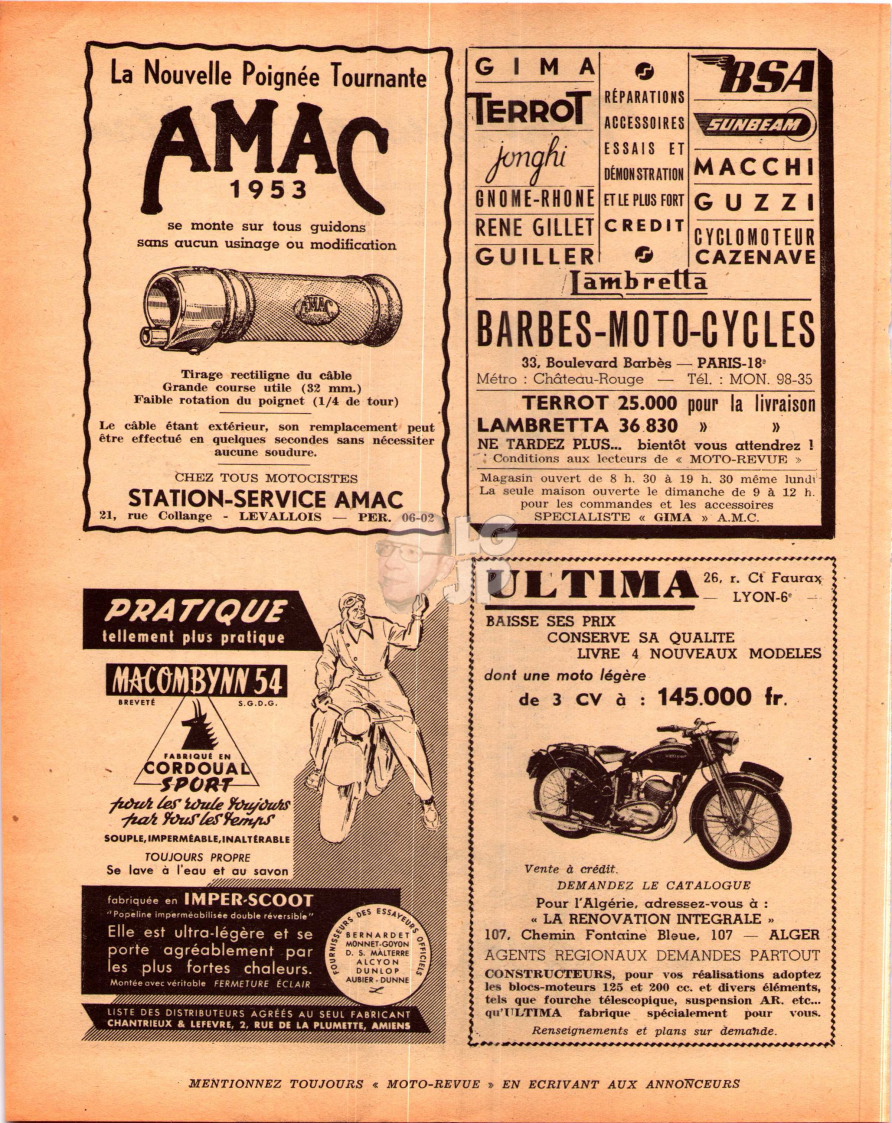 La Nouvelle Poignée Tournante
AMAC
1953
se monte sur tous guidons
sans aucun usinage ou modification
AMAC
Tirage rectiligne du câble
Grande course utile (32 mm.)
Faible rotation du poignet (1/4 de tour)
Le câble étant extérieur, son remplacement peut
être effectué en quelques secondes sans nécessiter
aucune soudure.
CHEZ TOUS MOTOCISTES
STATION-SERVICE AMAC
21, rue Collange - LEVALLOIS — PER. 06-02
GIMA
TERROT
jonghi
GNOME-RHONE
RENE GILLET
GUILLER
RÉPARATIONS
ACCESSOIRES
ESSAIS ET
DÉMONSTRATION
ET LE PLUS FORT
CREDIT
BSA
SUNBEAM
MACCHI
GUZZI
CYCLOMOTEUR
CAZENAVE
Lambretta
BARBES-MOTO-CYCLES
33, Boulevard Barbès — PARIS-18e
Métro : Château-Rouge — Tél. : MON. 98-35
TERROT 25.000 pour la livraison
LAMBRETTA 36 830 » »
NE TARDEZ PLUS... bientôt vous attendrez !
Conditions aux lecteurs de « MOTO-REVUE »
Magasin ouvert de 8 h. 30 à 19 h. 30 même lundi
La seule maison ouverte le dimanche de 9 à 12 h.
pour les commandes et les accessoires
SPECIALISTE « GIMA » A.M.C.
LG
JP
PRATIQUE
tellement plus pratique
MACOMBYNN 54
BREVETÉ S.G.D.G.
FABRIQUÉ EN
CORDOUAL
SPORT
pour les roule toujours
par tous les temps
SOUPLE, IMPERMÉABLE, INALTÉRABLE
TOUJOURS PROPRE
Se lave à l'eau et au savon
fabriquée en IMPER-SCOOT
"Popeline imperméabilisée double réversible"
Elle est ultra-légère et se
porte agréablement par
les plus fortes chaleurs.
Montée avec véritable FERMETURE ÉCLAIR
FOURNISSEURS DES ESSAYEURS OFFICIELS
BERNARDET
MONNET-GOYON
D. S. MALTERRE
ALCYON
DUNLOP
AUBIER-DUNNE
LISTE DES DISTRIBUTEURS AGRÉÉS AU SEUL FABRICANT
CHANTRIEUX & LEFEVRE, 2, RUE DE LA PLUMETTE, AMIENS
ULTIMA 26, r. Ct Faurax
— LYON-6e —
BAISSE SES PRIX
CONSERVE SA QUALITE
LIVRE 4 NOUVEAUX MODELES
dont une moto légère
de 3 CV à : 145.000 fr.
Vente à crédit.
DEMANDEZ LE CATALOGUE
Pour l'Algérie, adressez-vous à :
« LA RENOVATION INTEGRALE »
107, Chemin Fontaine Bleue, 107 — ALGER
AGENTS REGIONAUX DEMANDES PARTOUT
CONSTRUCTEURS, pour vos réalisations adoptez
les blocs-moteurs 125 et 200 cc. et divers éléments,
tels que fourche télescopique, suspension AR. etc...
qu'ULTIMA fabrique spécialement pour vous.
Renseignements et plans sur demande.
MENTIONNEZ TOUJOURS « MOTO-REVUE » EN ECRIVANT AUX ANNONCEURS